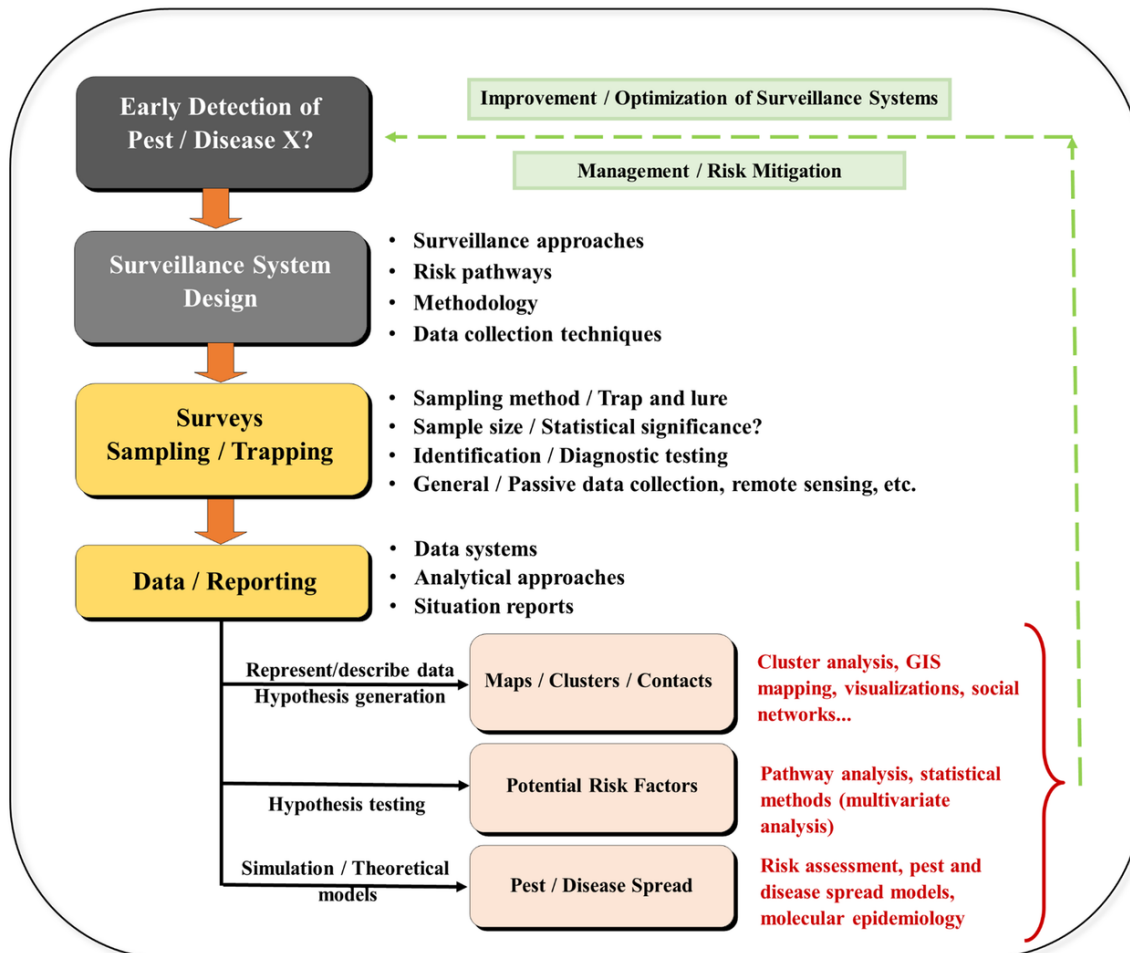 Early Detection of
Pest / Disease X?
Improvement / Optimization of Surveillance Systems
Management / Risk Mitigation
Surveillance System
Design
• Surveillance approaches
• Risk pathways
• Methodology
• Data collection techniques
Surveys
Sampling / Trapping
• Sampling method / Trap and lure
• Sample size / Statistical significance?
• Identification / Diagnostic testing
• General / Passive data collection, remote sensing, etc.
Data / Reporting
• Data systems
• Analytical approaches
• Situation reports
Represent/describe data
Hypothesis generation
Maps / Clusters / Contacts
Cluster analysis, GIS
mapping, visualizations, social
networks...
Hypothesis testing
Potential Risk Factors
Pathway analysis, statistical
methods (multivariate
analysis)
Simulation / Theoretical
models
Pest / Disease Spread
Risk assessment, pest and
disease spread models,
molecular epidemiology